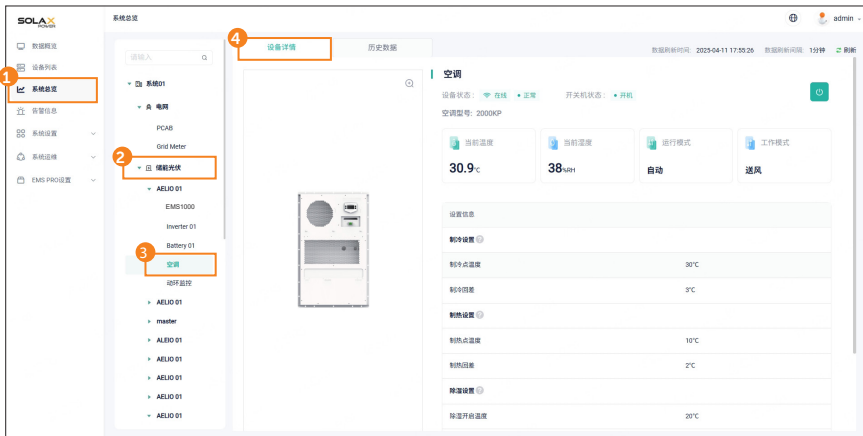 SOLAX
POWER
系统总览
admin
数据概览
设备列表
1
系统总览
告警信息
系统设置
系统运维
EMS PRO设置
请输入
系统01
电网
PCAB
Grid Meter
2
储能光伏
AELIO 01
EMS1000
Inverter 01
Battery 01
3
空调
动环监控
AELIO 01
master
ALEIO 01
AELIO 01
AELIO 01
AELIO 01
AELIO 01
4
设备详情
历史数据
数据刷新时间: 2025-04-11 17:55:26 数据刷新间隔: 1分钟 刷新
空调
设备状态: 在线 正常 开关机状态: 开机
空调型号: 2000KP
当前温度
30.9℃
当前湿度
38%RH
运行模式
自动
工作模式
送风
设置信息
制冷设置
制冷点温度 30℃
制冷回差 3℃
制热设置
制热点温度 10℃
制热回差 2℃
除湿设置
除湿开启温度 20℃